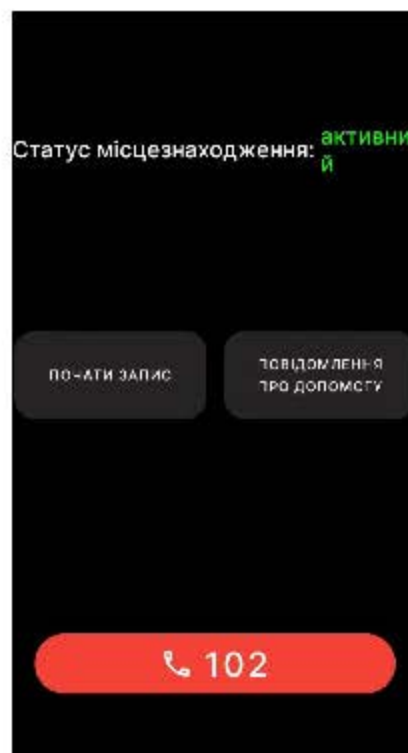 Статус місцезнаходження: активни
й
ПОЧАТИ ЗАПИС
ПОВІДОМЛЕННЯ
ПРО ДОПОМОГУ
102